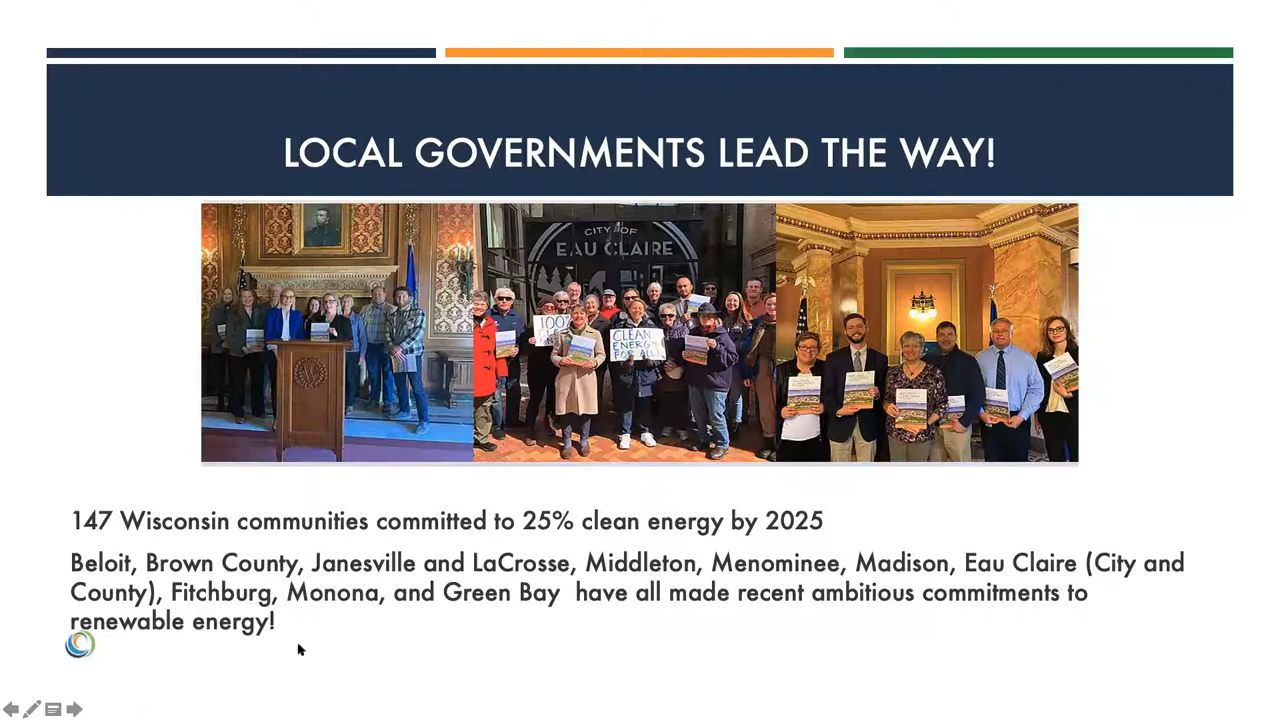 LOCAL GOVERNMENTS LEAD THE WAY!
CITY OF
EAU CLAIRE
100%
CLEAN
ENERGY
FOR ALL
147 Wisconsin communities committed to 25% clean energy by 2025
Beloit, Brown County, Janesville and LaCrosse, Middleton, Menominee, Madison, Eau Claire (City and
County), Fitchburg, Monona, and Green Bay  have all made recent ambitious commitments to
renewable energy!